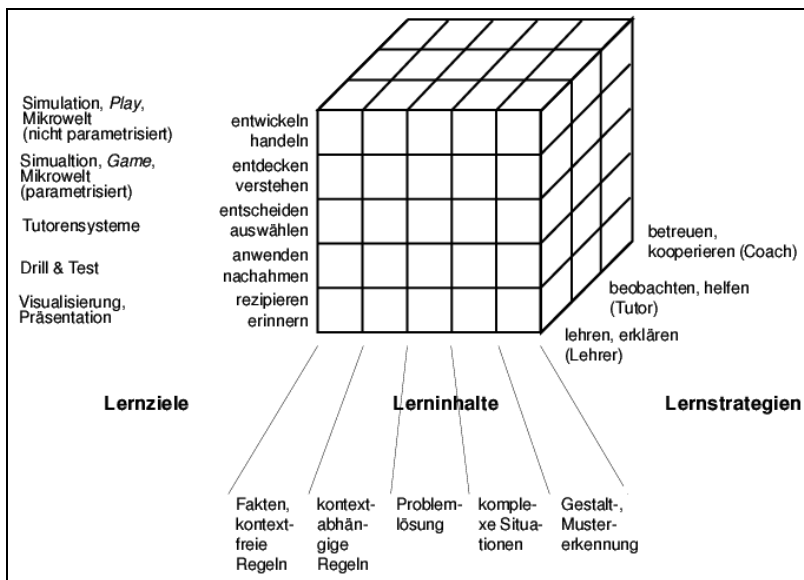 Simulation, Play,
Mikrowelt
(nicht parametrisiert)
Simualtion, Game,
Mikrowelt
(parametrisiert)
Tutorensysteme
Drill & Test
Visualisierung,
Präsentation
entwickeln
handeln
entdecken
verstehen
entscheiden
auswählen
anwenden
nachahmen
rezipieren
erinnern
betreuen,
kooperieren (Coach)
beobachten, helfen
(Tutor)
lehren, erklären
(Lehrer)
Lernziele
Lerninhalte
Lernstrategien
Fakten,
kontext-
freie
Regeln
kontext-
abhän-
gige
Regeln
Problem-
lösung
komple-
xe Situa-
tionen
Gestalt-,
Muster-
erkennung